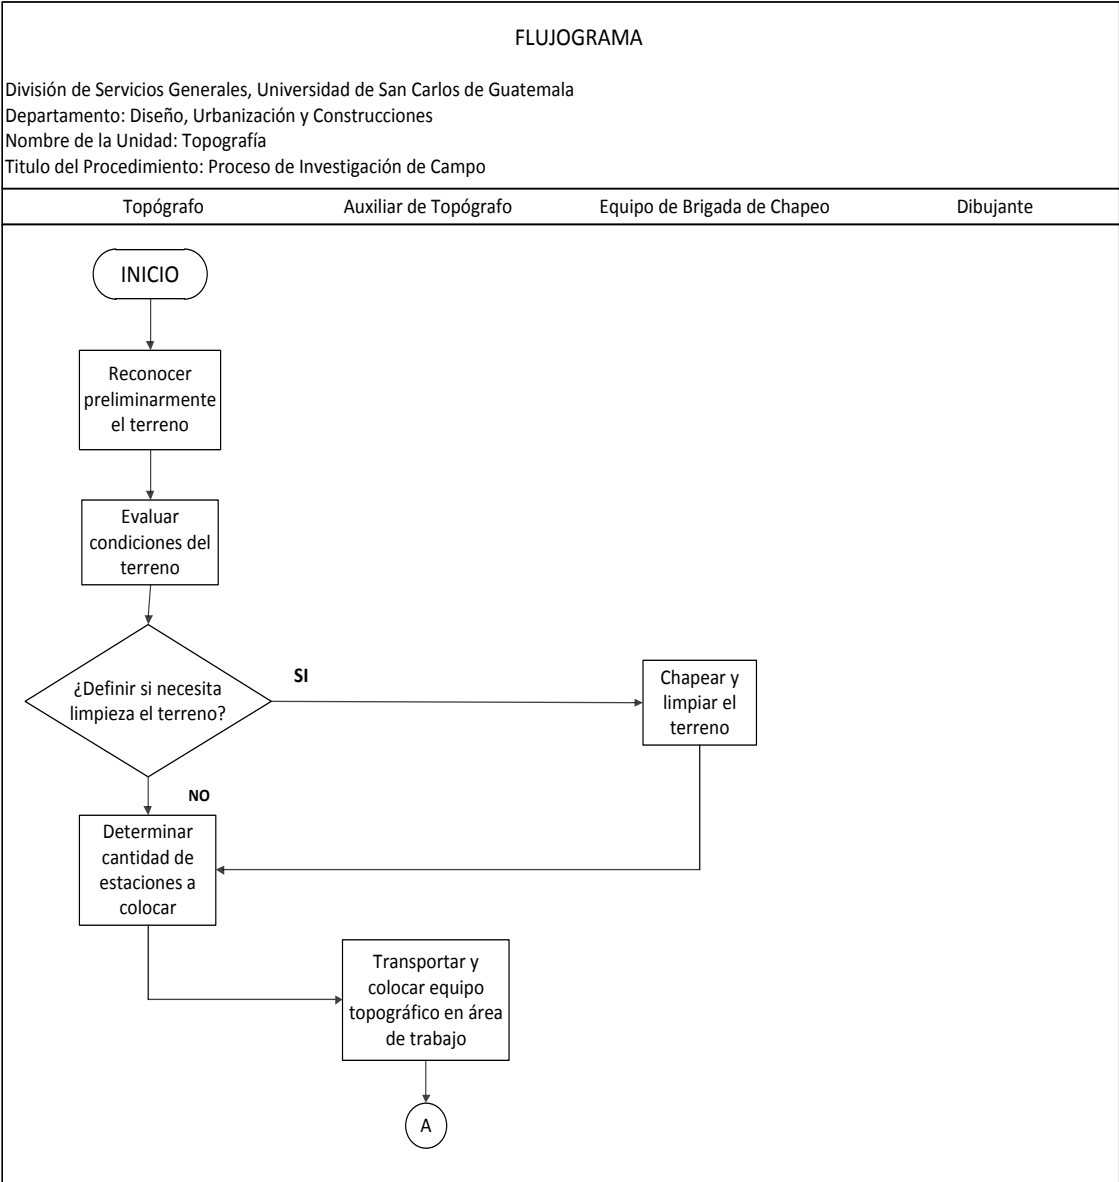 FLUJOGRAMA
División de Servicios Generales, Universidad de San Carlos de Guatemala
Departamento: Diseño, Urbanización y Construcciones
Nombre de la Unidad: Topografía
Titulo del Procedimiento: Proceso de Investigación de Campo
Topógrafo
Auxiliar de Topógrafo
Equipo de Brigada de Chapeo
Dibujante
INICIO
Reconocer
preliminarmente
el terreno
Evaluar
condiciones del
terreno
¿Definir si necesita
limpieza el terreno?
SI
Chapear y
limpiar el
terreno
NO
Determinar
cantidad de
estaciones a
colocar
Transportar y
colocar equipo
topográfico en área
de trabajo
A